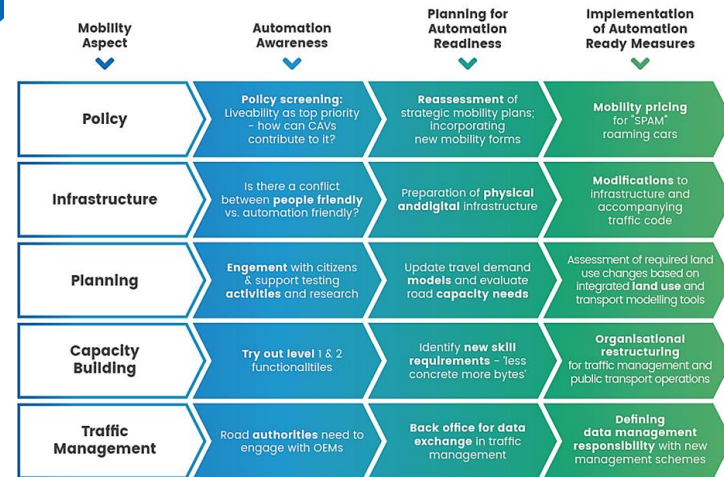 Mobility
Aspect
Automation
Awareness
Planning for
Automation
Readiness
Implementation
of Automation
Ready Measures
Policy
Policy screening:
Liveability as top priority
- how can CAVs
contribute to it?
Reassessment of
strategic mobility plans;
incorporating
new mobility forms
Mobility pricing
for "SPAM"
roaming cars
Infrastructure
Is there a conflict
between people friendly
vs. automation friendly?
Preparation of physical
anddigital infrastructure
Modifications to
infrastructure and
accompanying
traffic code
Planning
Engement with citizens
& support testing
activities and research
Update travel demand
models and evaluate
road capacity needs
Assessment of required land
use changes based on
integrated land use and
transport modelling tools
Capacity
Building
Try out level 1 & 2
functionalltiles
Identify new skill
requirements - 'less
concrete more bytes'
Organisational
restructuring
for traffic management and
public transport operations
Traffic
Management
Road authorities need to
engage with OEMs
Back office for data
exchange in traffic
management
Defining
data management
responsibility with new
management schemes